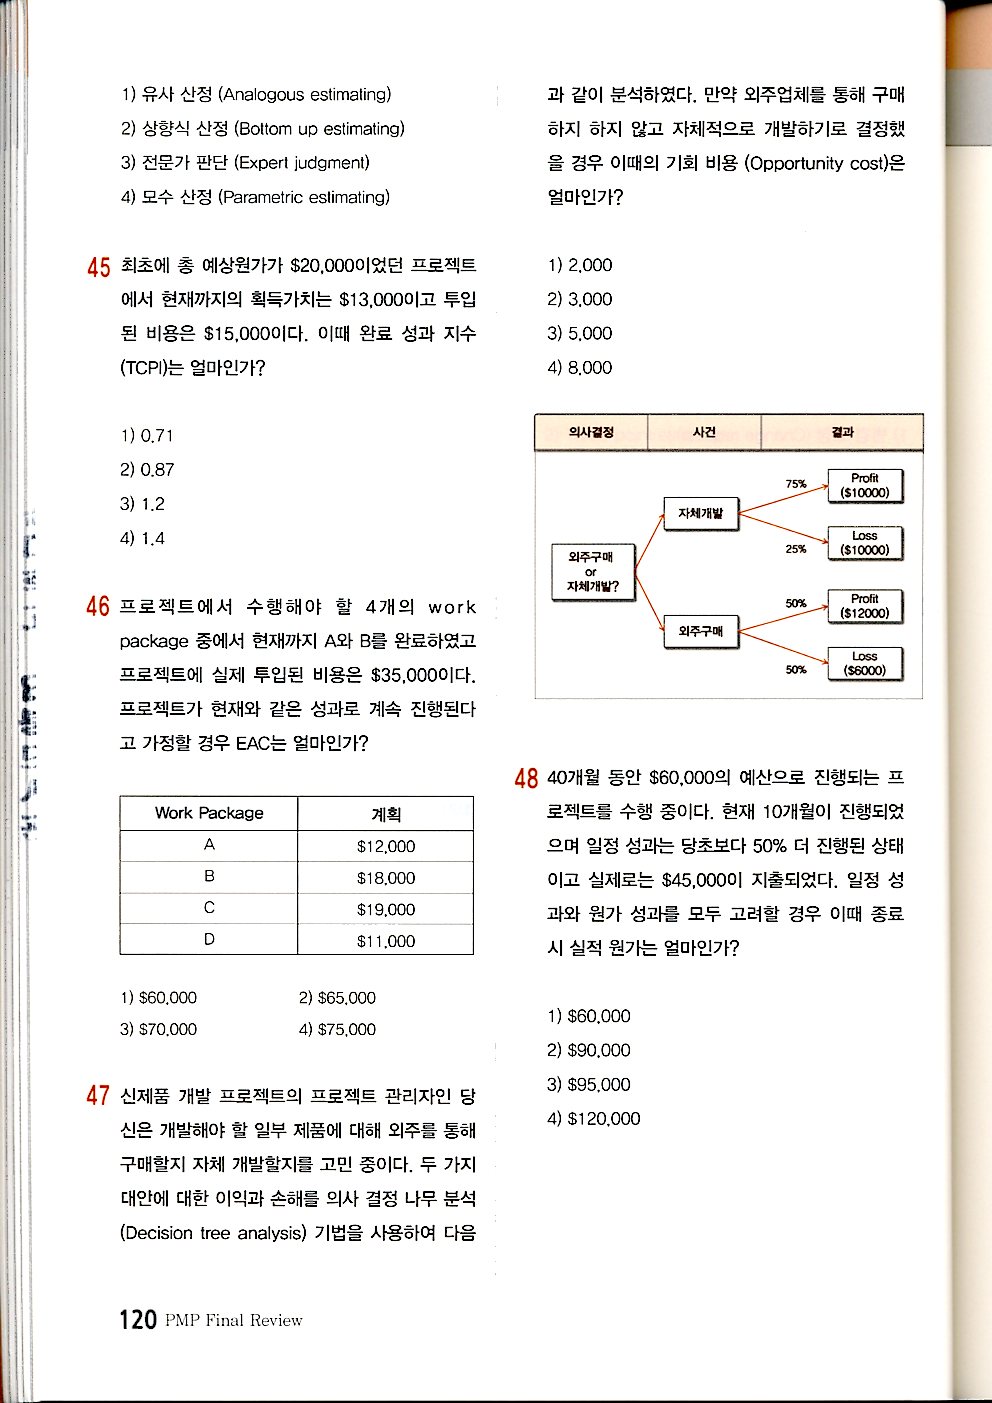 1) 유사 산정 (Analogous estimating)
2) 상향식 산정 (Bottom up estimating)
3) 전문가 판단 (Expert judgment)
4) 모수 산정 (Parametric eslimating)
45 최초에 총 예상원가가 $20,000이었던 프로젝트
에서 현재까지의 획득가치는 $13,000이고 투입
된 비용은 $15,000이다. 이때 완료 성과 지수
(TCPI)는 얼마인가?
1) 0.71
2) 0.87
3) 1.2
4) 1.4
46 프로젝트에서 수행해야 할 4개의 work
package 중에서 현재까지 A와 B를 완료하였고
프로젝트에 실제 투입된 비용은 $35,000이다.
프로젝트가 현재와 같은 성과로 계속 진행된다
고 가정할 경우 EAC는 얼마인가?
Work Package 계획
A $12,000
B $18,000
C $19,000
D $11,000
1) $60,000 2) $65,000
3) $70,000 4) $75,000
47 신제품 개발 프로젝트의 프로젝트 관리자인 당
신은 개발해야 할 일부 제품에 대해 외주를 통해
구매할지 자체 개발할지를 고민 중이다. 두 가지
대안에 대한 이익과 손해를 의사 결정 나무 분석
(Decision tree analysis) 기법을 사용하여 다음
과 같이 분석하였다. 만약 외주업체를 통해 구매
하지 하지 않고 자체적으로 개발하기로 결정했
을 경우 이때의 기회 비용 (Opportunity cost)은
얼마인가?
1) 2,000
2) 3,000
3) 5,000
4) 8,000
의사결정 사건 결과
외주구매
or
자체개발?
자체개발
75%
Profit
($10000)
25%
Loss
($10000)
외주구매
50%
Profit
($12000)
50%
Loss
($6000)
48 40개월 동안 $60,000의 예산으로 진행되는 프
로젝트를 수행 중이다. 현재 10개월이 진행되었
으며 일정 성과는 당초보다 50% 더 진행된 상태
이고 실제로는 $45,000이 지출되었다. 일정 성
과와 원가 성과를 모두 고려할 경우 이때 종료
시 실적 원가는 얼마인가?
1) $60,000
2) $90,000
3) $95,000
4) $120,000
120 PMP Final Review